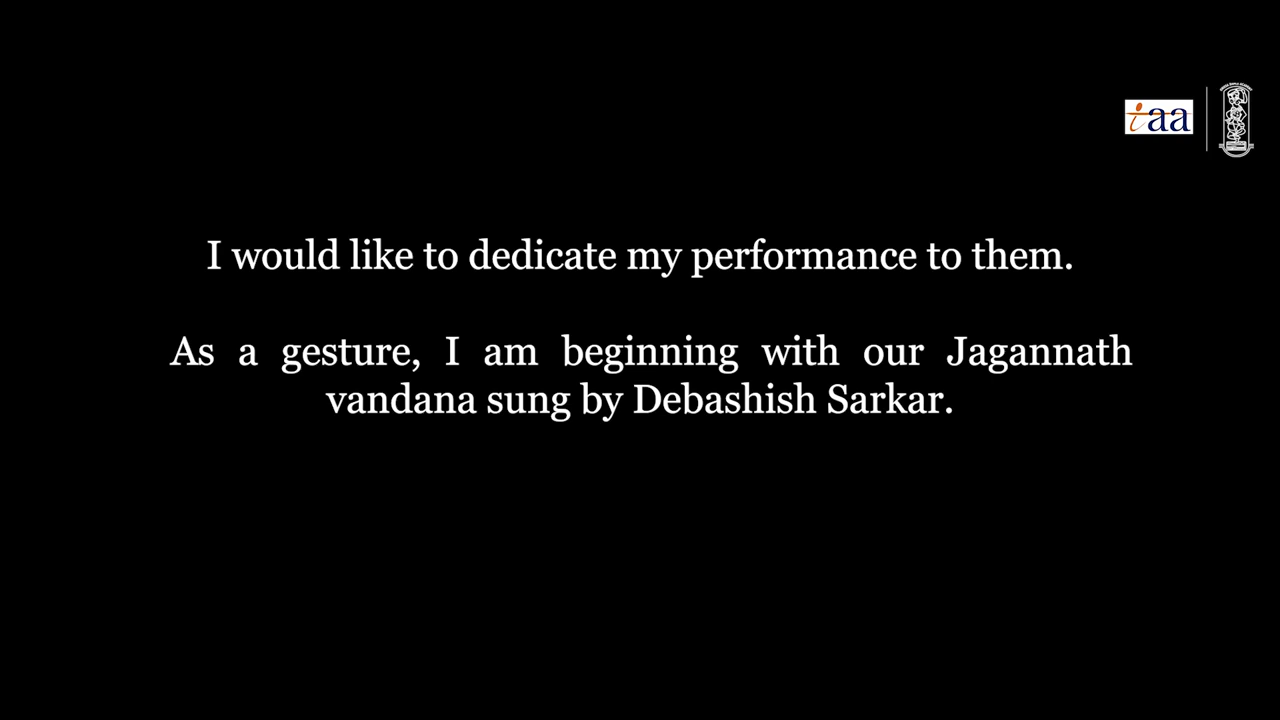 taa
I would like to dedicate my performance to them.
As a gesture, I am beginning with our Jagannath
vandana sung by Debashish Sarkar.